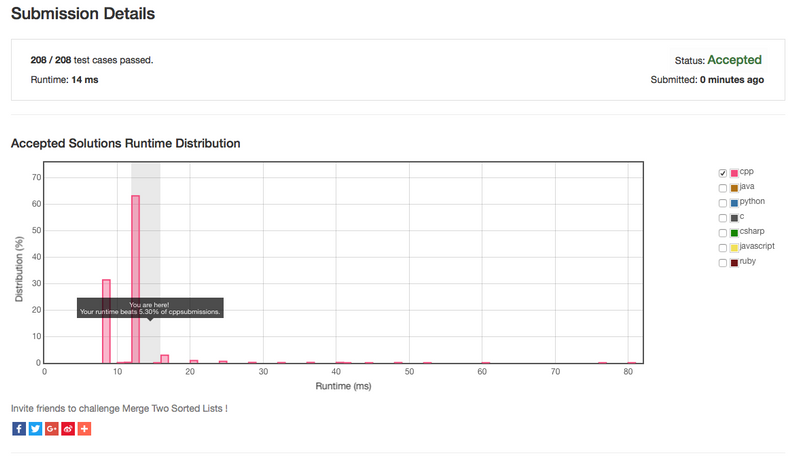 Submission Details
208 / 208 test cases passed.
Status: Accepted
Runtime: 14 ms
Submitted: 0 minutes ago
Accepted Solutions Runtime Distribution
70
60
50
40
30
20
10
0
Distribution (%)
You are here!
Your runtime beats 5.30% of cppsubmissions.
0 10 20 30 40 50 60 70 80
Runtime (ms)
cpp
java
python
c
csharp
javascript
ruby
Invite friends to challenge Merge Two Sorted Lists !